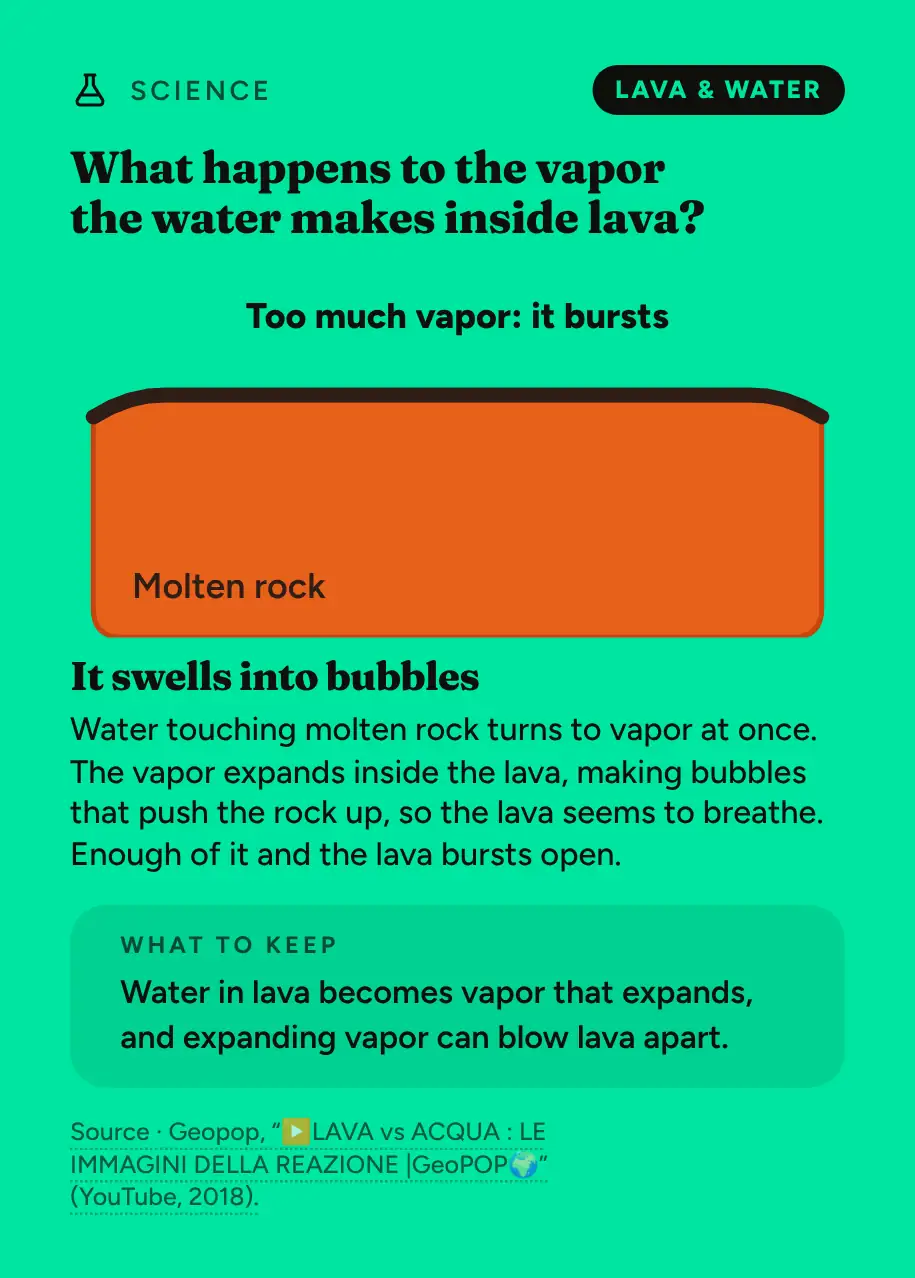 SCIENCE
LAVA & WATER
What happens to the vapor
the water makes inside lava?
Too much vapor: it bursts
Molten rock
It swells into bubbles
Water touching molten rock turns to vapor at once.
The vapor expands inside the lava, making bubbles
that push the rock up, so the lava seems to breathe.
Enough of it and the lava bursts open.
WHAT TO KEEP
Water in lava becomes vapor that expands,
and expanding vapor can blow lava apart.
Source · Geopop, “▶️LAVA vs ACQUA : LE
IMMAGINI DELLA REAZIONE |GeoPOP🌍”
(YouTube, 2018).